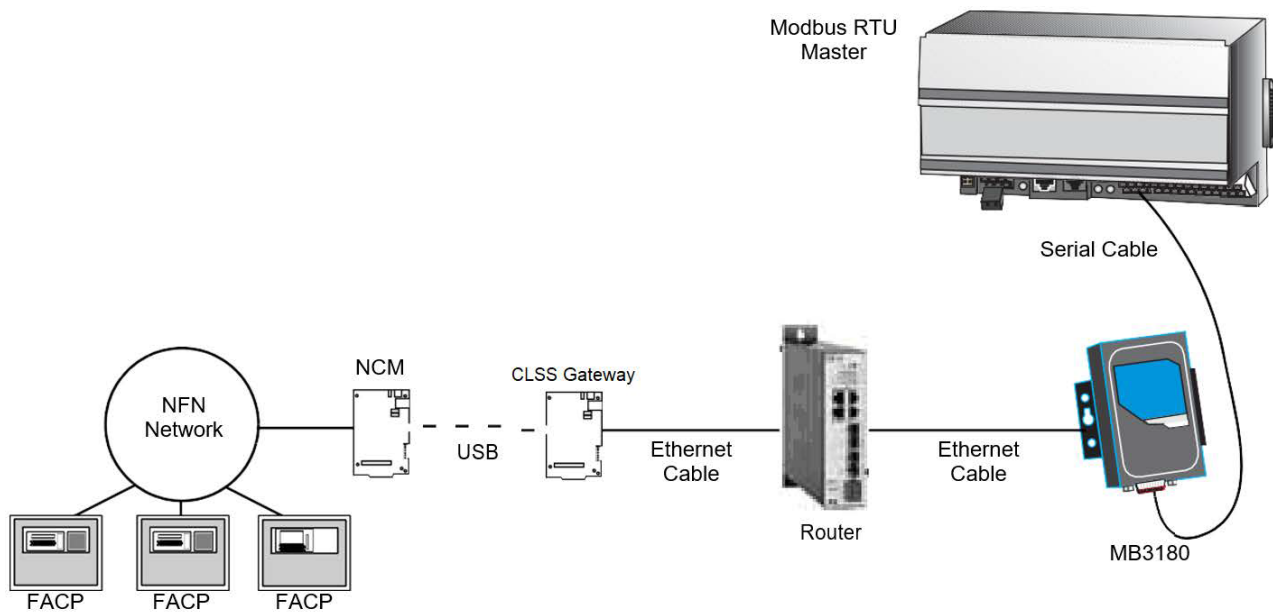 Modbus RTU
Master
Serial Cable
NCM
CLSS Gateway
NFN
Network
USB
Ethernet
Cable
Ethernet
Cable
Router
MB3180
FACP
FACP
FACP